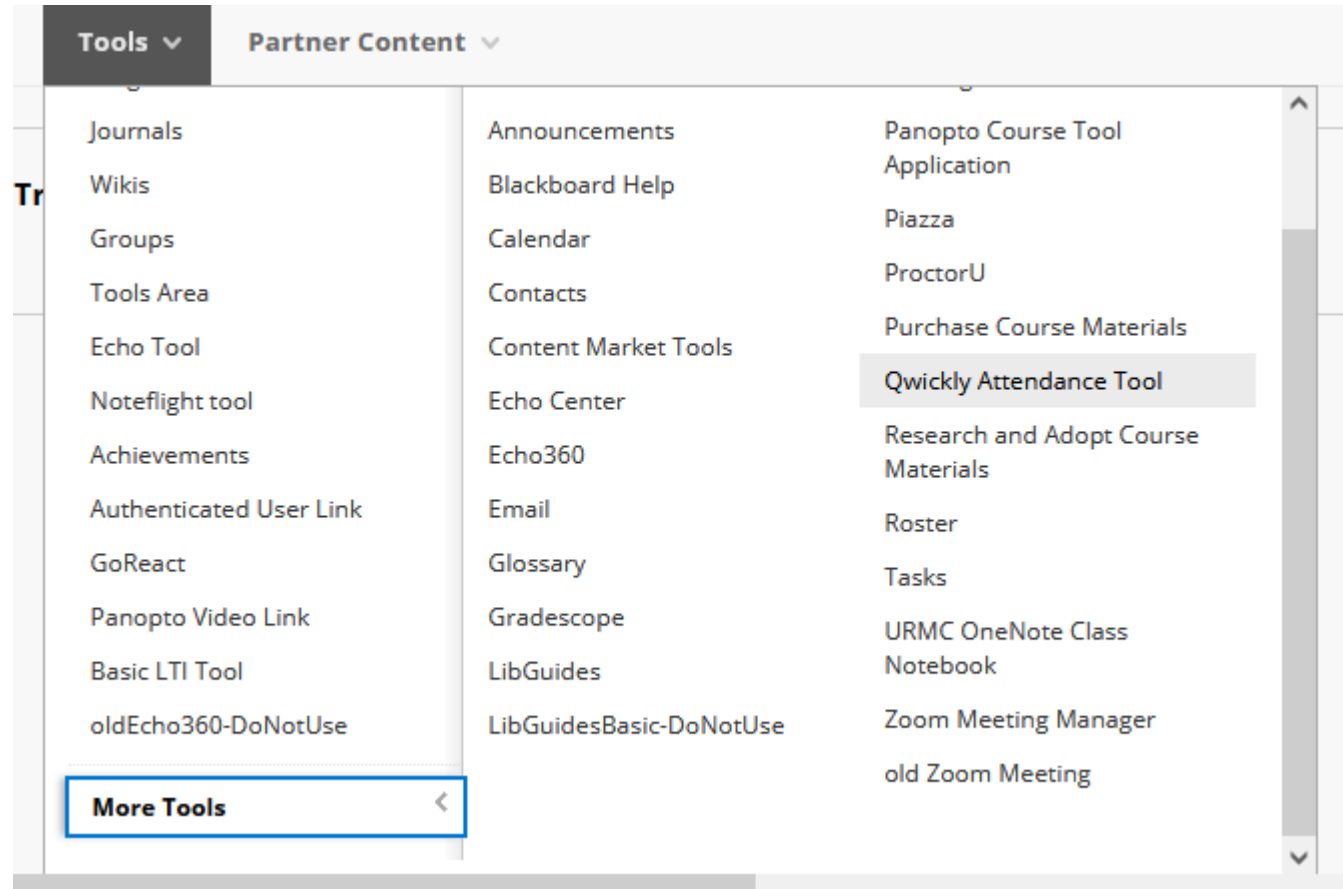 Tools
Partner Content
Tr
Journals
Wikis
Groups
Tools Area
Echo Tool
Noteflight tool
Achievements
Authenticated User Link
GoReact
Panopto Video Link
Basic LTI Tool
oldEcho360-DoNotUse
More Tools
Announcements
Blackboard Help
Calendar
Contacts
Content Market Tools
Echo Center
Echo360
Email
Glossary
Gradescope
LibGuides
LibGuidesBasic-DoNotUse
Panopto Course Tool
Application
Piazza
ProctorU
Purchase Course Materials
Qwickly Attendance Tool
Research and Adopt Course
Materials
Roster
Tasks
URMC OneNote Class
Notebook
Zoom Meeting Manager
old Zoom Meeting